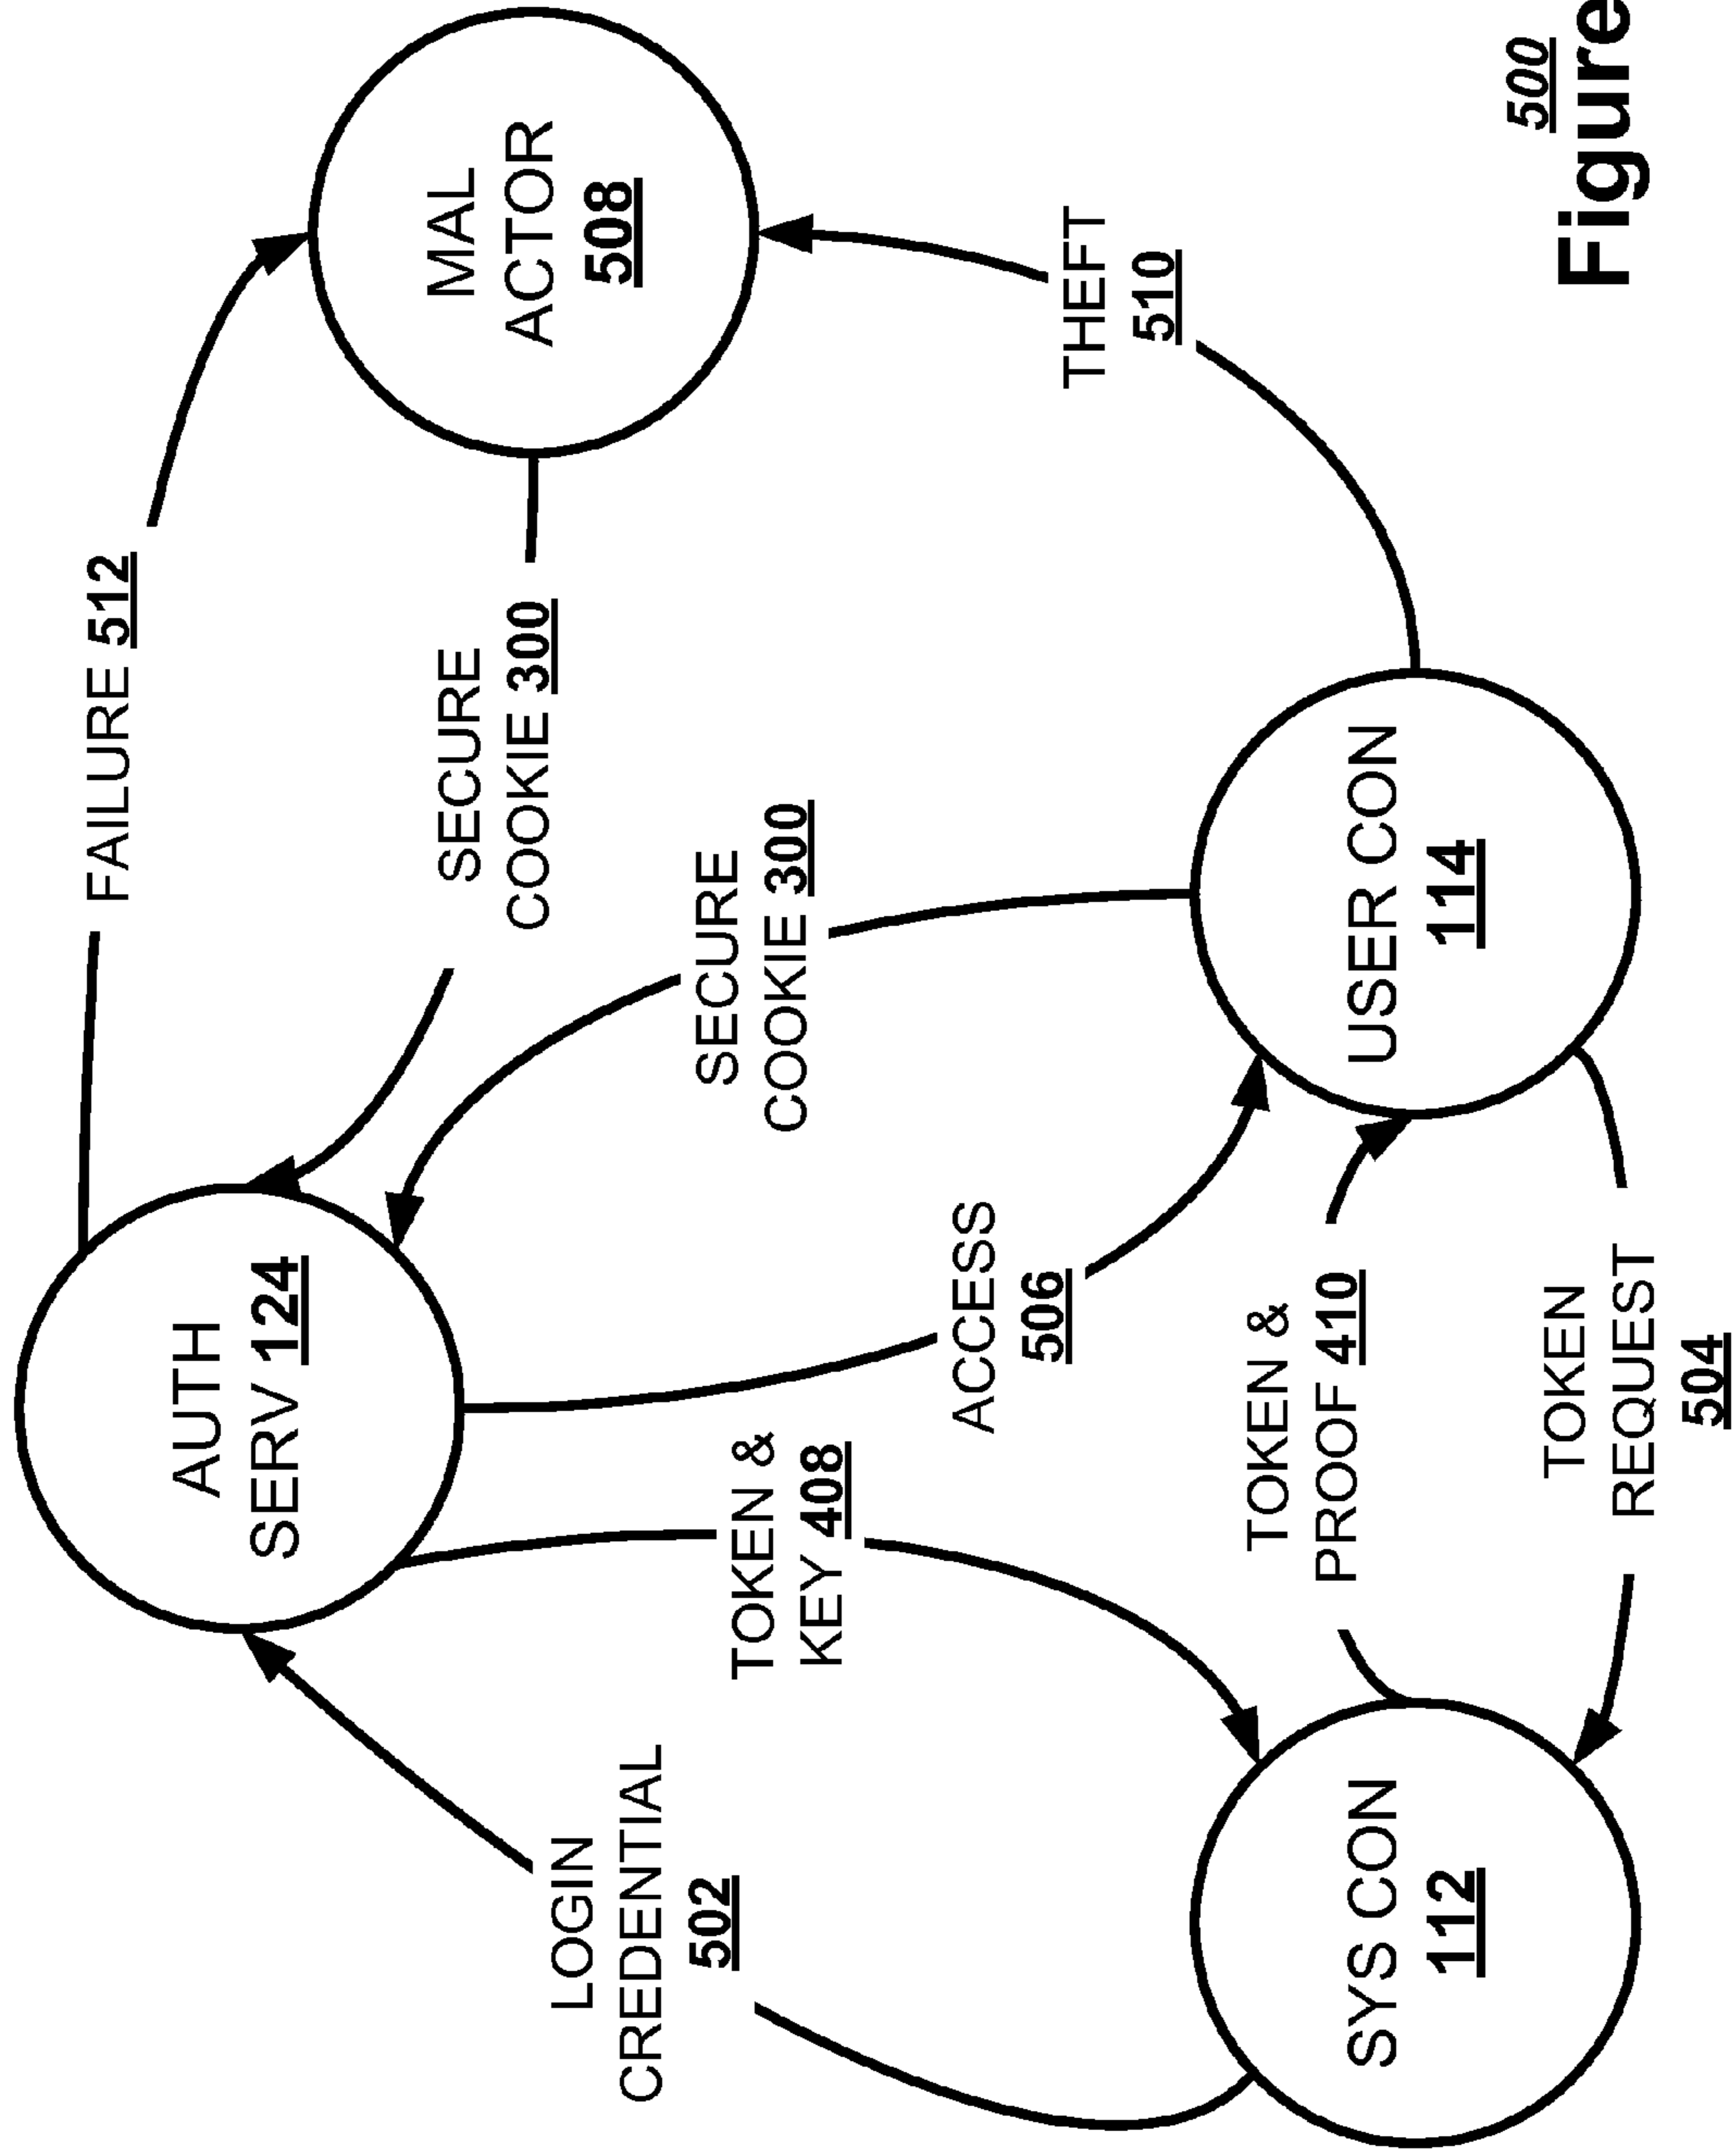 AUTH
SERV 124
FAILURE 512
MAL
ACTOR
508
SECURE
COOKIE 300
LOGIN
CREDENTIAL
502
TOKEN &
KEY 408
SECURE
COOKIE 300
ACCESS
506
THEFT
510
TOKEN &
PROOF 410
SYS CON
112
USER CON
114
TOKEN
REQUEST
504
500
Figure